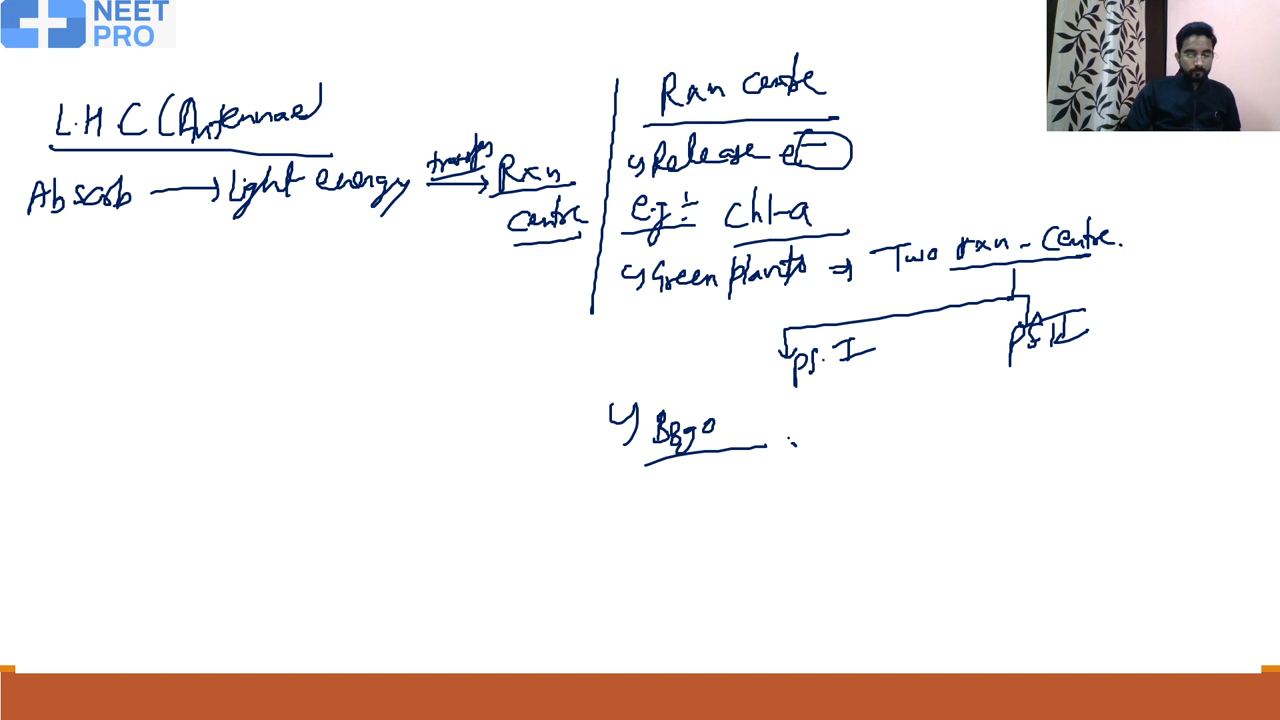 NEET
PRO
L.H.C (Antennae)
Absorb → Light energy transfer → Rxn
centre
Rxn centre
Release e⁻
e.g:- chl-a
Green plants ⇒ Two rxn-centre.
PS.I
PS II